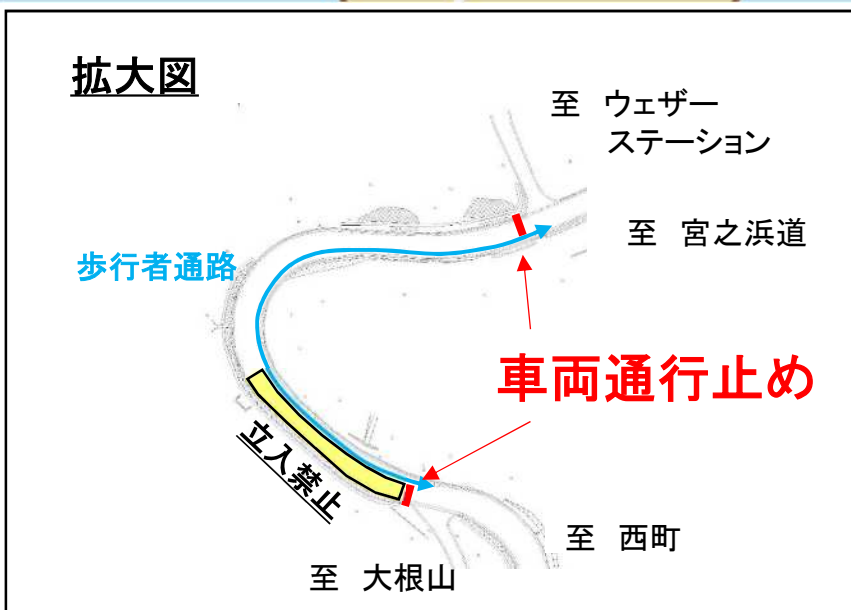 拡大図
至 ウェザー
ステーション
至 宮之浜道
歩行者通路
車両通行止め
立入禁止
至 西町
至 大根山